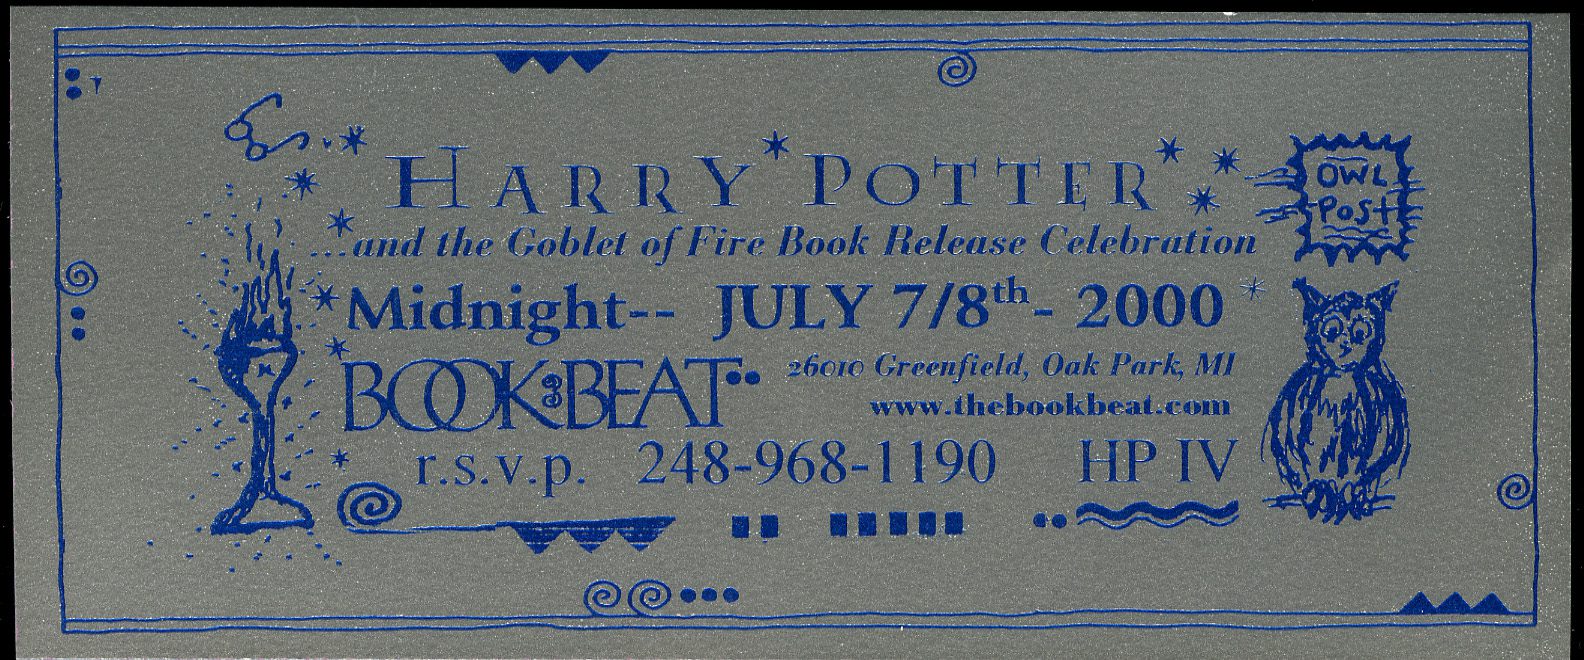 HARRY POTTER
...and the Goblet of Fire Book Release Celebration
Midnight-- JULY 7/8th - 2000
BOOK BEAT
26010 Greenfield, Oak Park, MI
www.thebookbeat.com
r.s.v.p. 248-968-1190 HP IV
OWL
POST